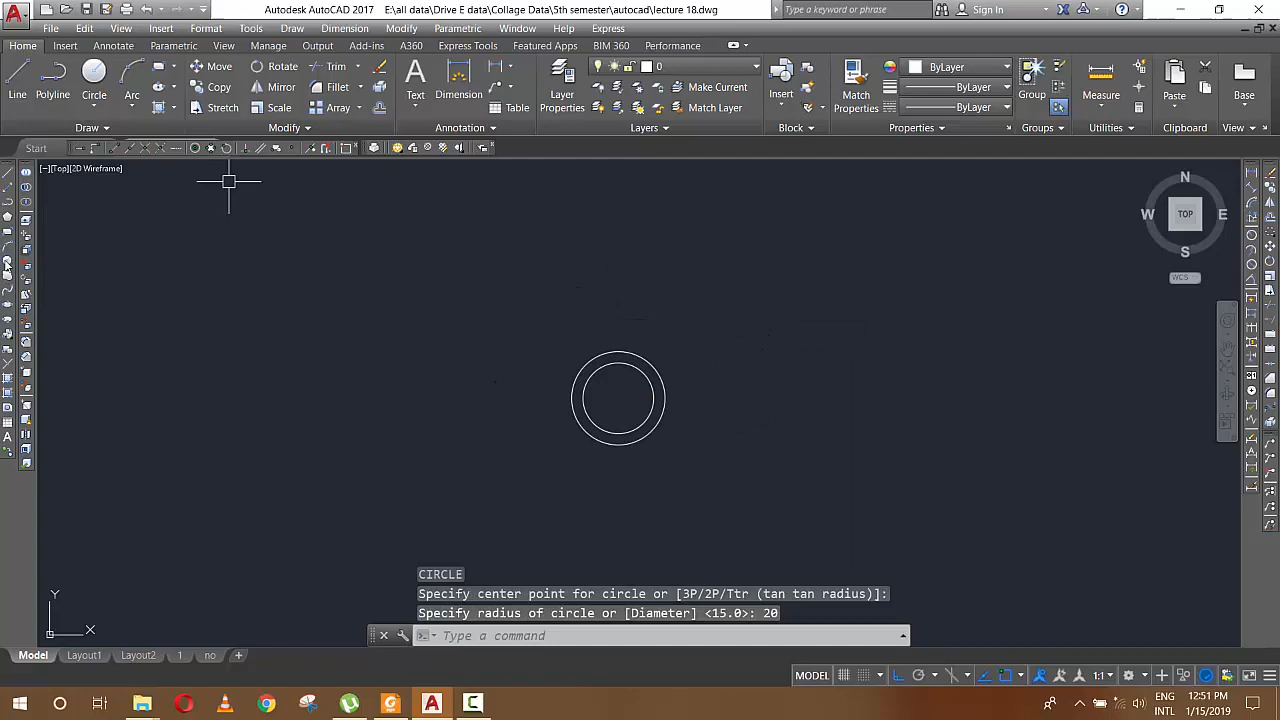 Autodesk AutoCAD 2017 E:\all data\Drive E data\Collage Data\5th semester\autocad\lecture 18.dwg
Type a keyword or phrase
Sign In
File Edit View Insert Format Tools Draw Dimension Modify Parametric Window Help Express
Home Insert Annotate Parametric View Manage Output Add-ins A360 Express Tools Featured Apps BIM 360 Performance
Line Polyline Circle Arc
Move Rotate Trim
Copy Mirror Fillet
Stretch Scale Array
Text Dimension
Table
Layer Properties
0
Make Current
Match Layer
Insert
Match Properties
ByLayer
ByLayer
ByLayer
Group
Measure
Paste
Base
Draw Modify Annotation Layers Block Properties Groups Utilities Clipboard View
Start
[−][Top][2D Wireframe]
N
W TOP E
S
WCS
CIRCLE
Specify center point for circle or [3P/2P/Ttr (tan tan radius)]:
Specify radius of circle or [Diameter] <15.0>: 20
Type a command
Y
X
Model Layout1 Layout2 1 no +
MODEL 1:1
ENG 12:51 PM
INTL 1/15/2019